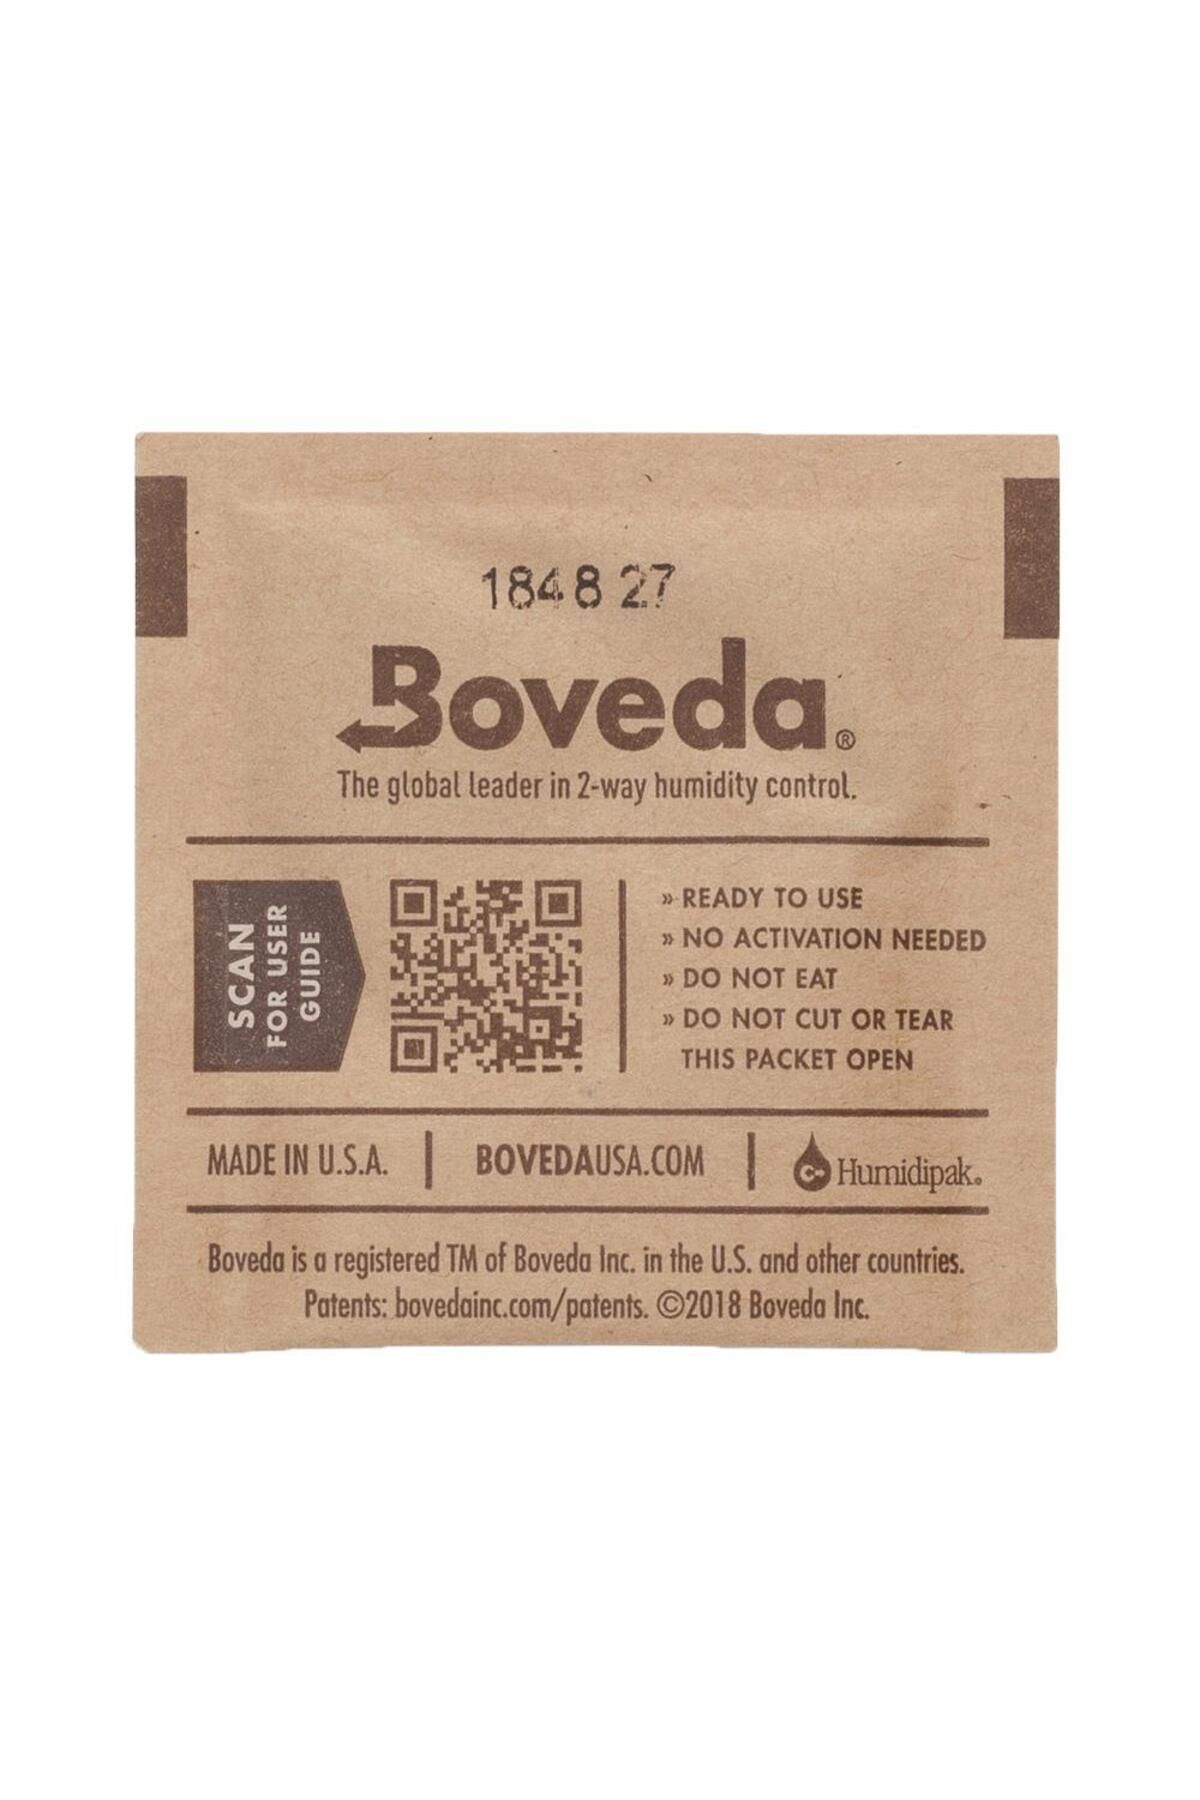 1848 27
Boveda®
The global leader in 2-way humidity control.
SCAN
FOR USER
GUIDE
» READY TO USE
» NO ACTIVATION NEEDED
» DO NOT EAT
» DO NOT CUT OR TEAR
THIS PACKET OPEN
MADE IN U.S.A. | BOVEDAUSA.COM | Humidipak®
Boveda is a registered TM of Boveda Inc. in the U.S. and other countries.
Patents: bovedainc.com/patents. ©2018 Boveda Inc.